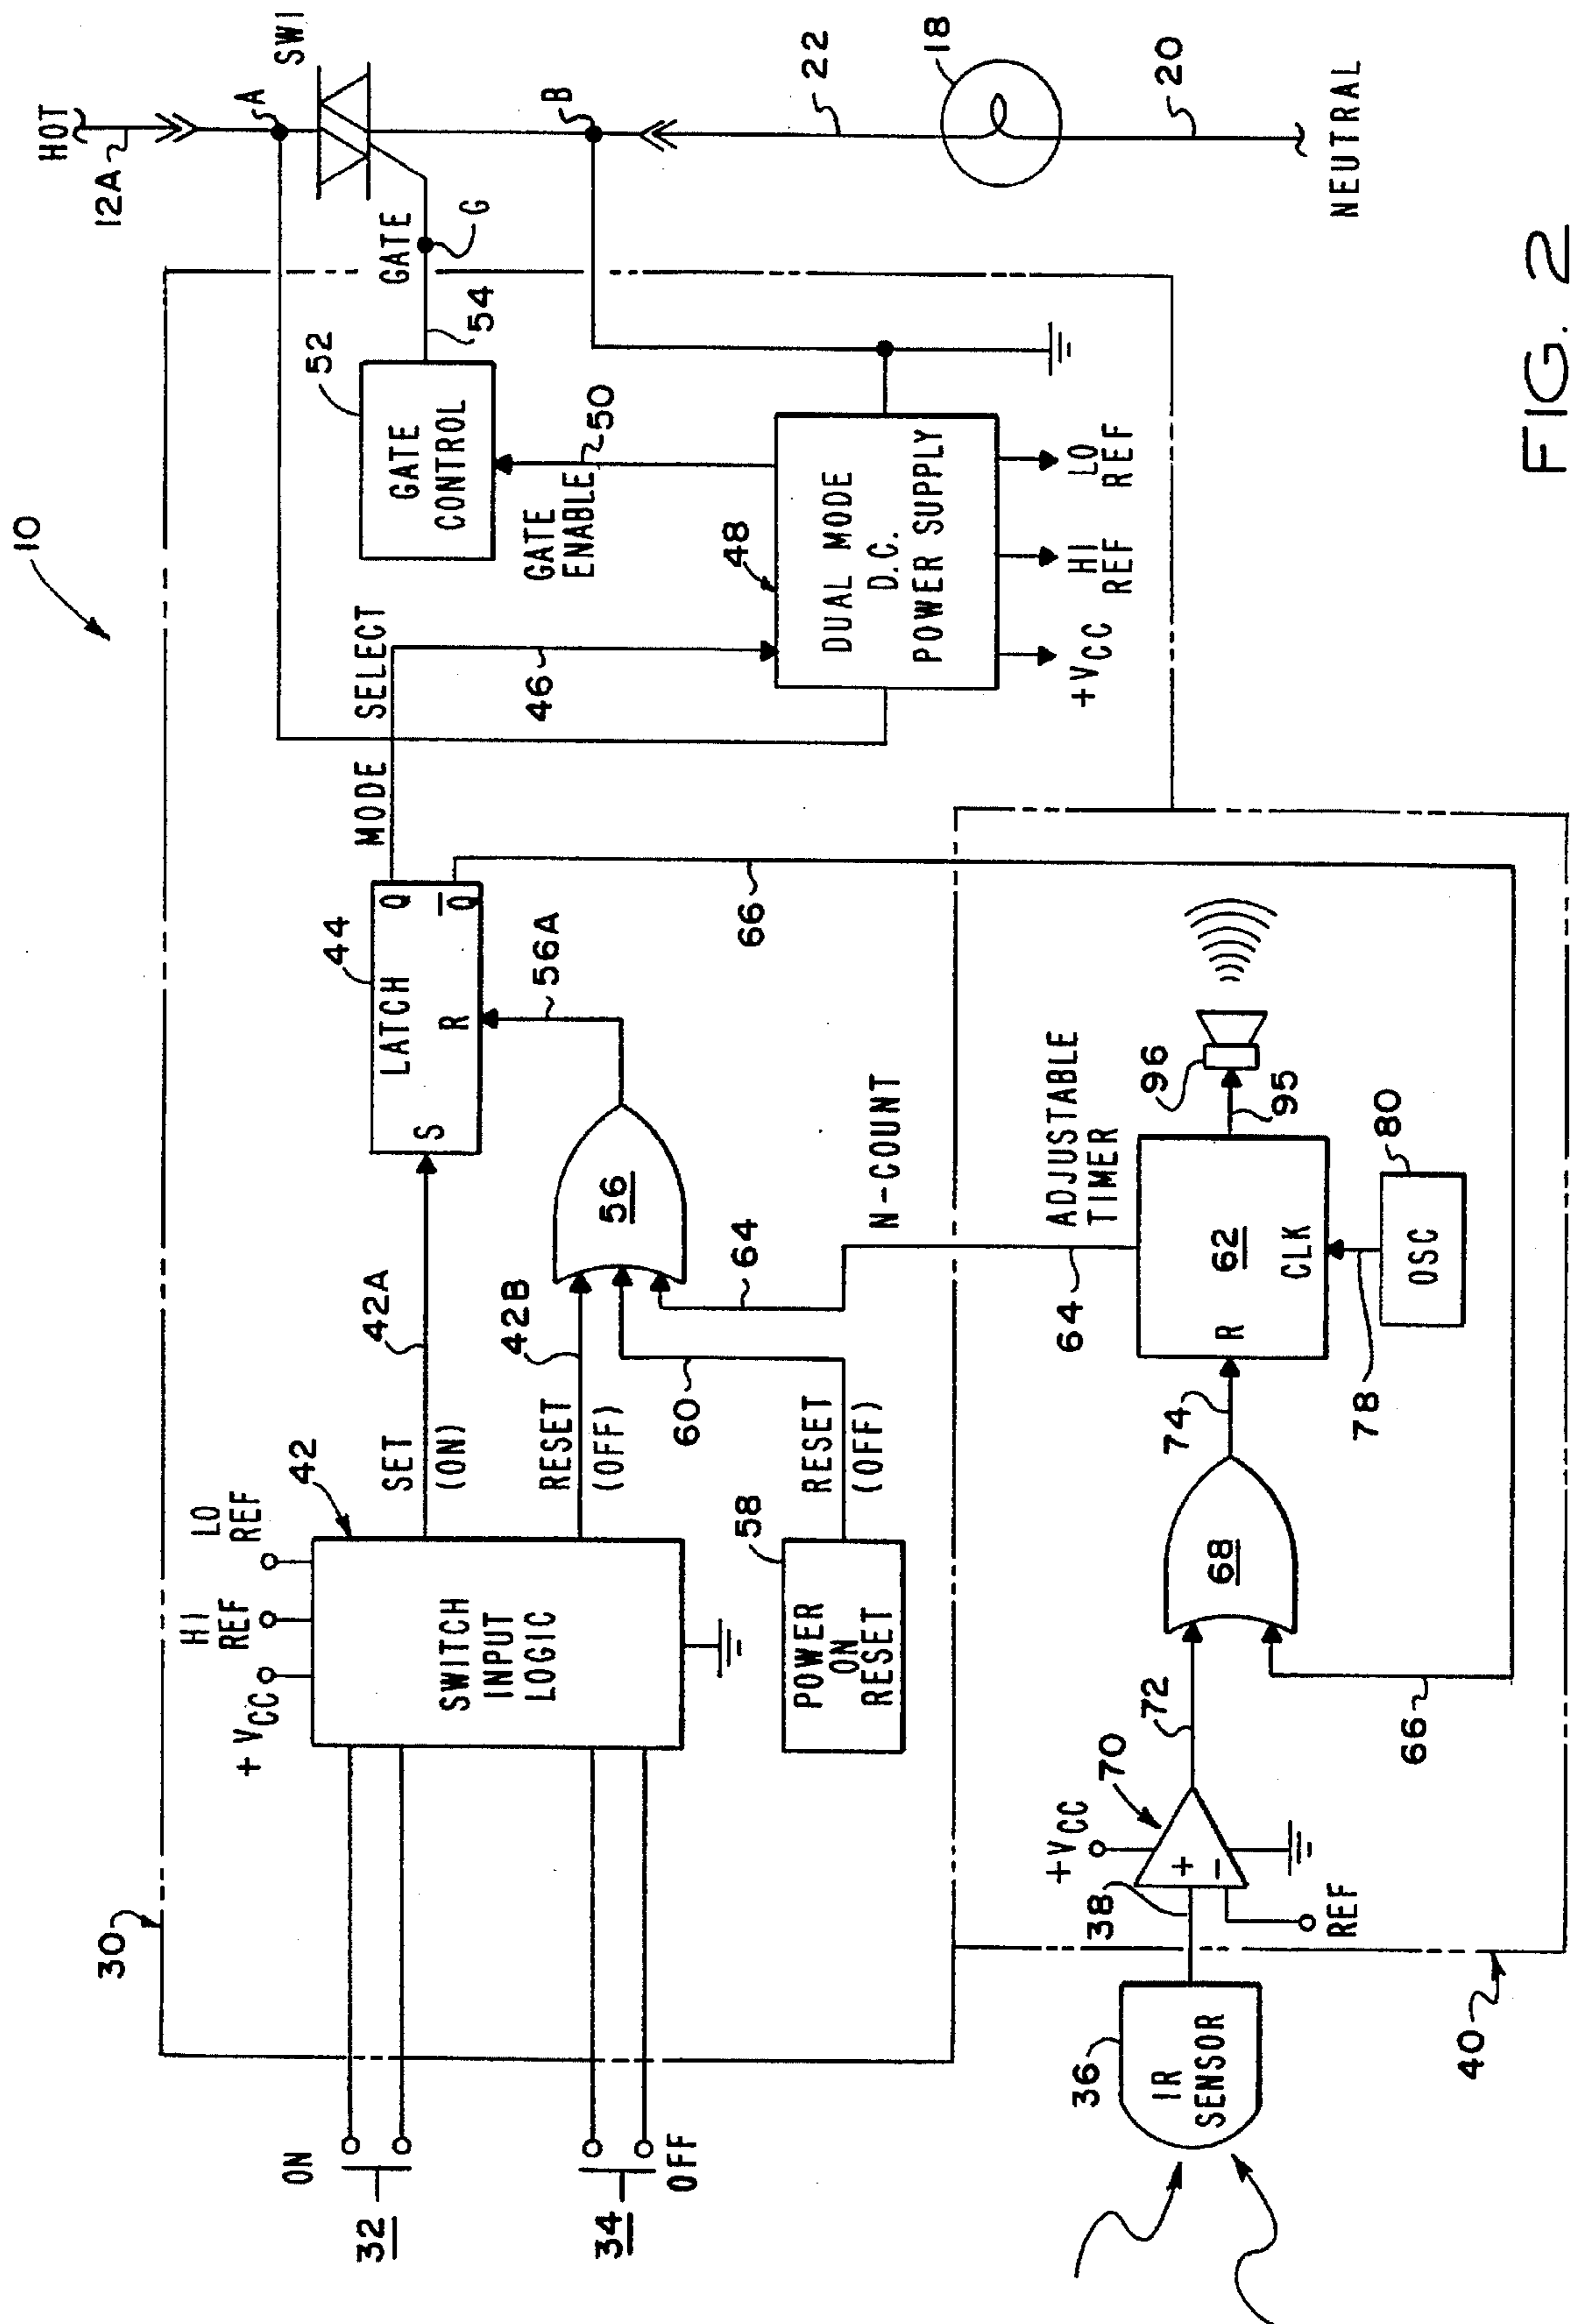 10
HOT
12A
A
SW1
B
GATE
G
22
18
20
NEUTRAL
30
ON
32
34
OFF
+VCC
HI
REF
LO
REF
42
SWITCH
INPUT
LOGIC
SET
(ON)
42A
RESET
(OFF)
42B
58
POWER
ON
RESET
RESET
(OFF)
60
56
56A
64
N-COUNT
44
LATCH
S
R
Q
Q
MODE SELECT
46
66
48
DUAL MODE
D.C.
POWER SUPPLY
+VCC
HI
REF
LO
REF
GATE
ENABLE
50
52
GATE
CONTROL
54
36
IR
SENSOR
38
+VCC
70
+
−
REF
72
66
68
74
ADJUSTABLE
TIMER
64
62
R
CLK
78
80
OSC
95
96
40
FIG. 2